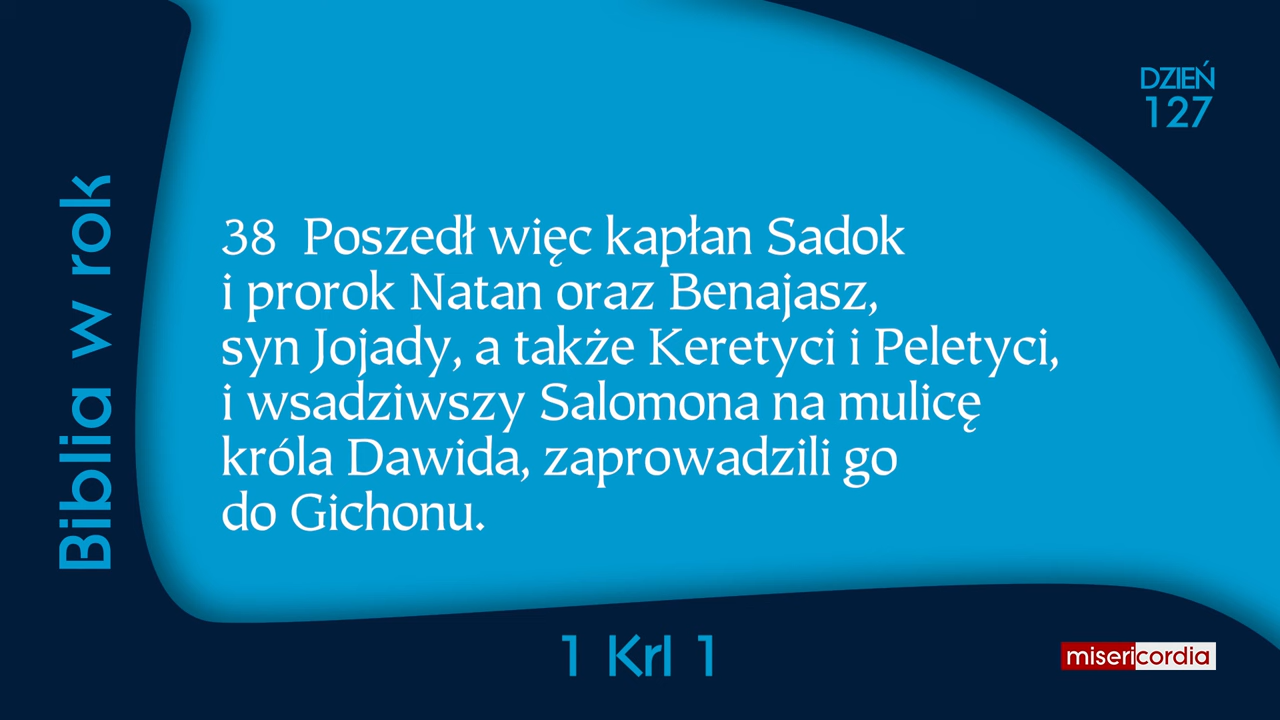 DZIEŃ
127
Biblia w rok
38 Poszedł więc kapłan Sadok
i prorok Natan oraz Benajasz,
syn Jojady, a także Keretyci i Peletyci,
i wsadziwszy Salomona na mulicę
króla Dawida, zaprowadzili go
do Gichonu.
1 Krl 1
misericordia